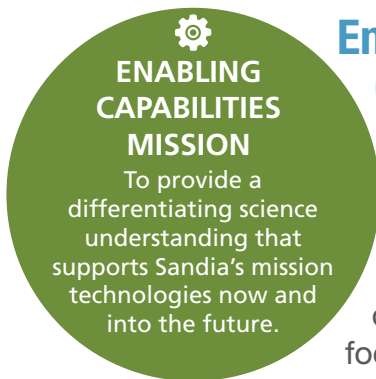 ENABLING
CAPABILITIES
MISSION
To provide a
differentiating science
understanding that
supports Sandia’s mission
technologies now and
into the future.